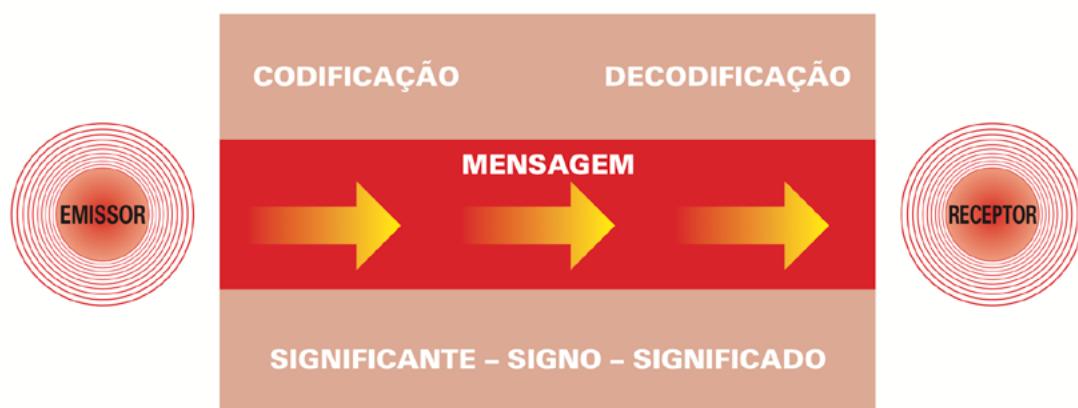 CODIFICAÇÃO
DECODIFICAÇÃO
MENSAGEM
EMISSOR
RECEPTOR
SIGNIFICANTE – SIGNO – SIGNIFICADO